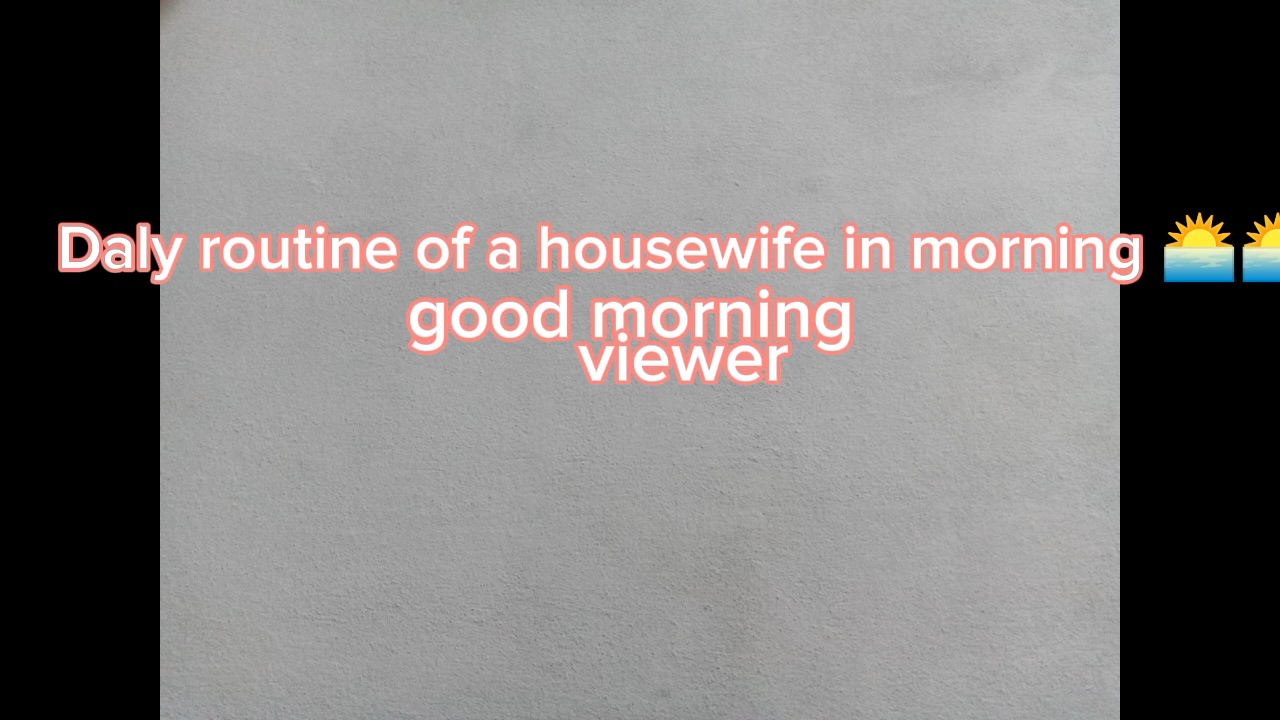 Daly routine of a housewife in morning 🌅🌅
good morning
viewer